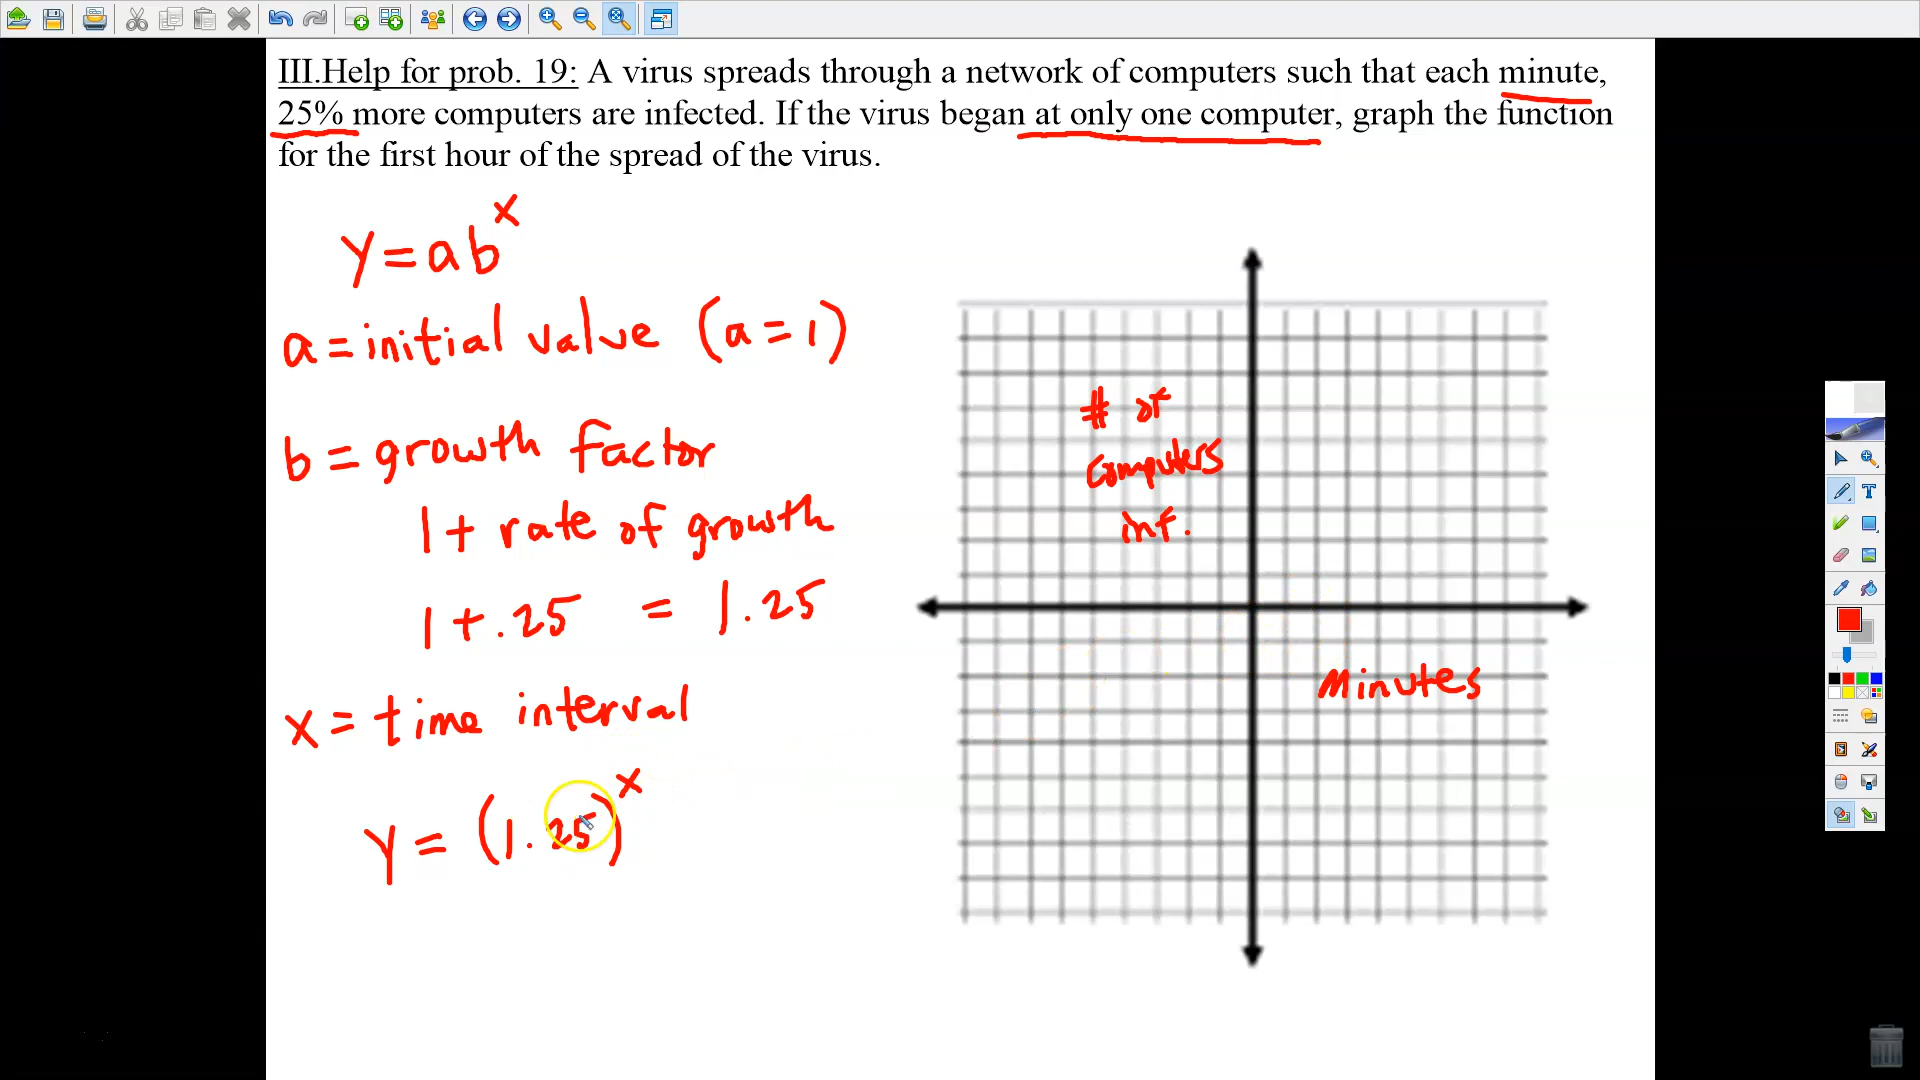 III.Help for prob. 19: A virus spreads through a network of computers such that each minute,
25% more computers are infected. If the virus began at only one computer, graph the function
for the first hour of the spread of the virus.
Y = ab^x
a = initial value (a = 1)
b = growth factor
1 + rate of growth
1 + .25 = 1.25
x = time interval
Y = (1.25)^x
# of
computers
inf.
Minutes